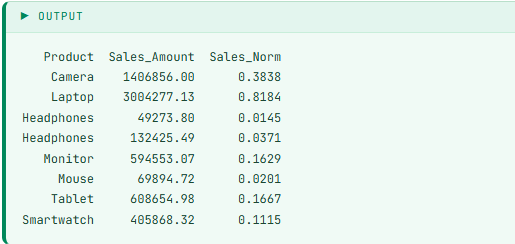 ► OUTPUT
Product Sales_Amount Sales_Norm
Camera 1406856.00 0.3838
Laptop 3004277.13 0.8184
Headphones 49273.80 0.0145
Headphones 132425.49 0.0371
Monitor 594553.07 0.1629
Mouse 69894.72 0.0201
Tablet 608654.98 0.1667
Smartwatch 405868.32 0.1115